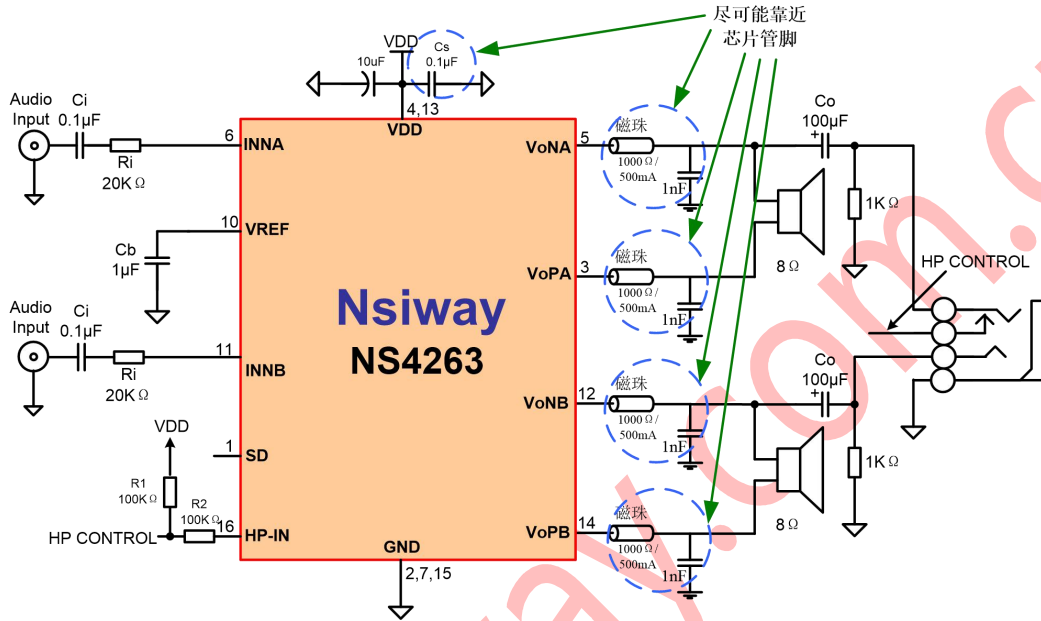 尽可能靠近
芯片管脚
VDD
Cs
10uF
0.1μF
4,13
VDD
Audio
Input
Ci
0.1μF
Ri
20KΩ
6
INNA
VoNA
5
磁珠
1000Ω/
500mA
1nF
Co
100μF
+
1KΩ
10
VREF
Cb
1μF
VoPA
3
磁珠
1000Ω/
500mA
1nF
8Ω
HP CONTROL
Nsiway
NS4263
Audio
Input
Ci
0.1μF
Ri
20KΩ
11
INNB
VoNB
12
磁珠
1000Ω/
500mA
1nF
Co
100μF
+
1KΩ
VDD
R1
100KΩ
R2
100KΩ
HP CONTROL
1
SD
16
HP-IN
VoPB
14
磁珠
1000Ω/
500mA
1nF
8Ω
GND
2,7,15
way.com.c